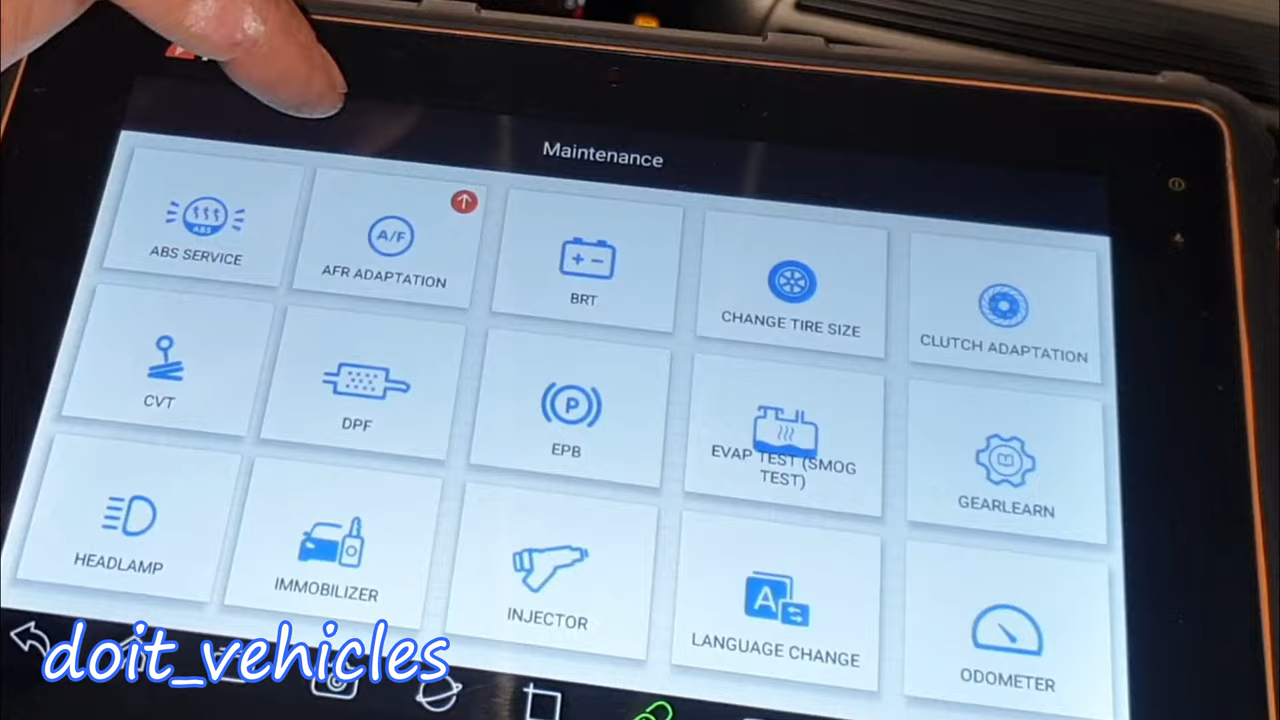 Maintenance
ABS
ABS SERVICE
A/F
AFR ADAPTATION
BRT
CHANGE TIRE SIZE
CLUTCH ADAPTATION
CVT
DPF
P
EPB
EVAP TEST (SMOG
TEST)
GEARLEARN
HEADLAMP
IMMOBILIZER
INJECTOR
A
LANGUAGE CHANGE
ODOMETER
doit_vehicles